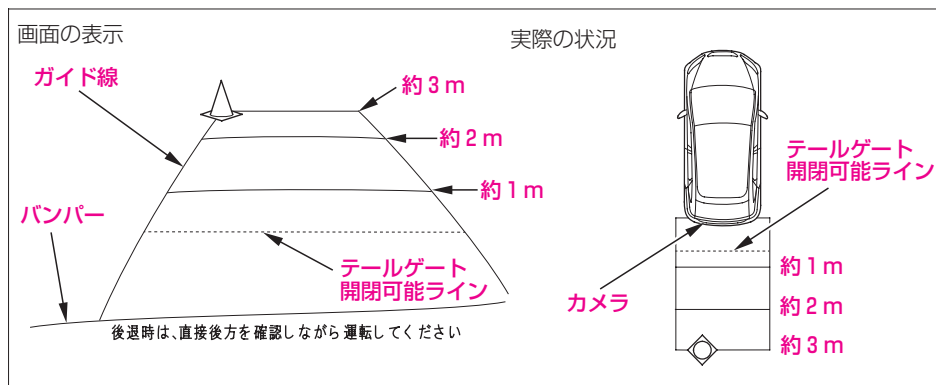 画面の表示
ガイド線
約3m
約2m
約1m
バンパー
テールゲート
開閉可能ライン
後退時は、直接後方を確認しながら運転してください
実際の状況
テールゲート
開閉可能ライン
カメラ
約1m
約2m
約3m